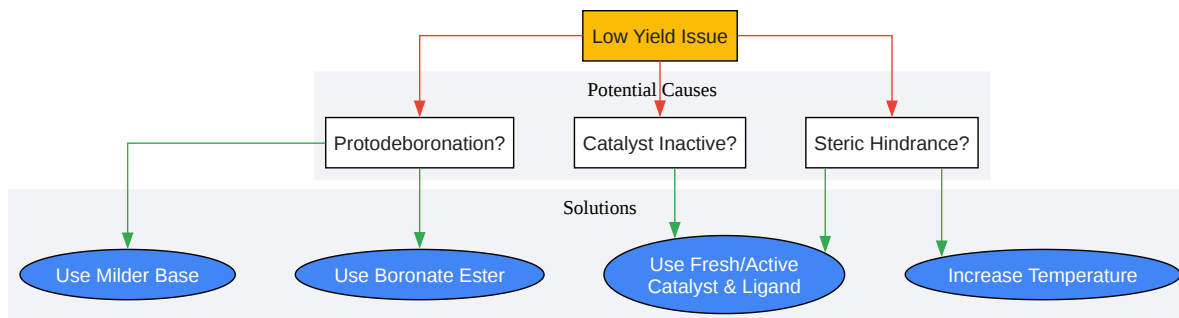 Low Yield Issue
Potential Causes
Protodeboronation?
Catalyst Inactive?
Steric Hindrance?
Solutions
Use Milder Base
Use Boronate Ester
Use Fresh/Active
Catalyst & Ligand
Increase Temperature